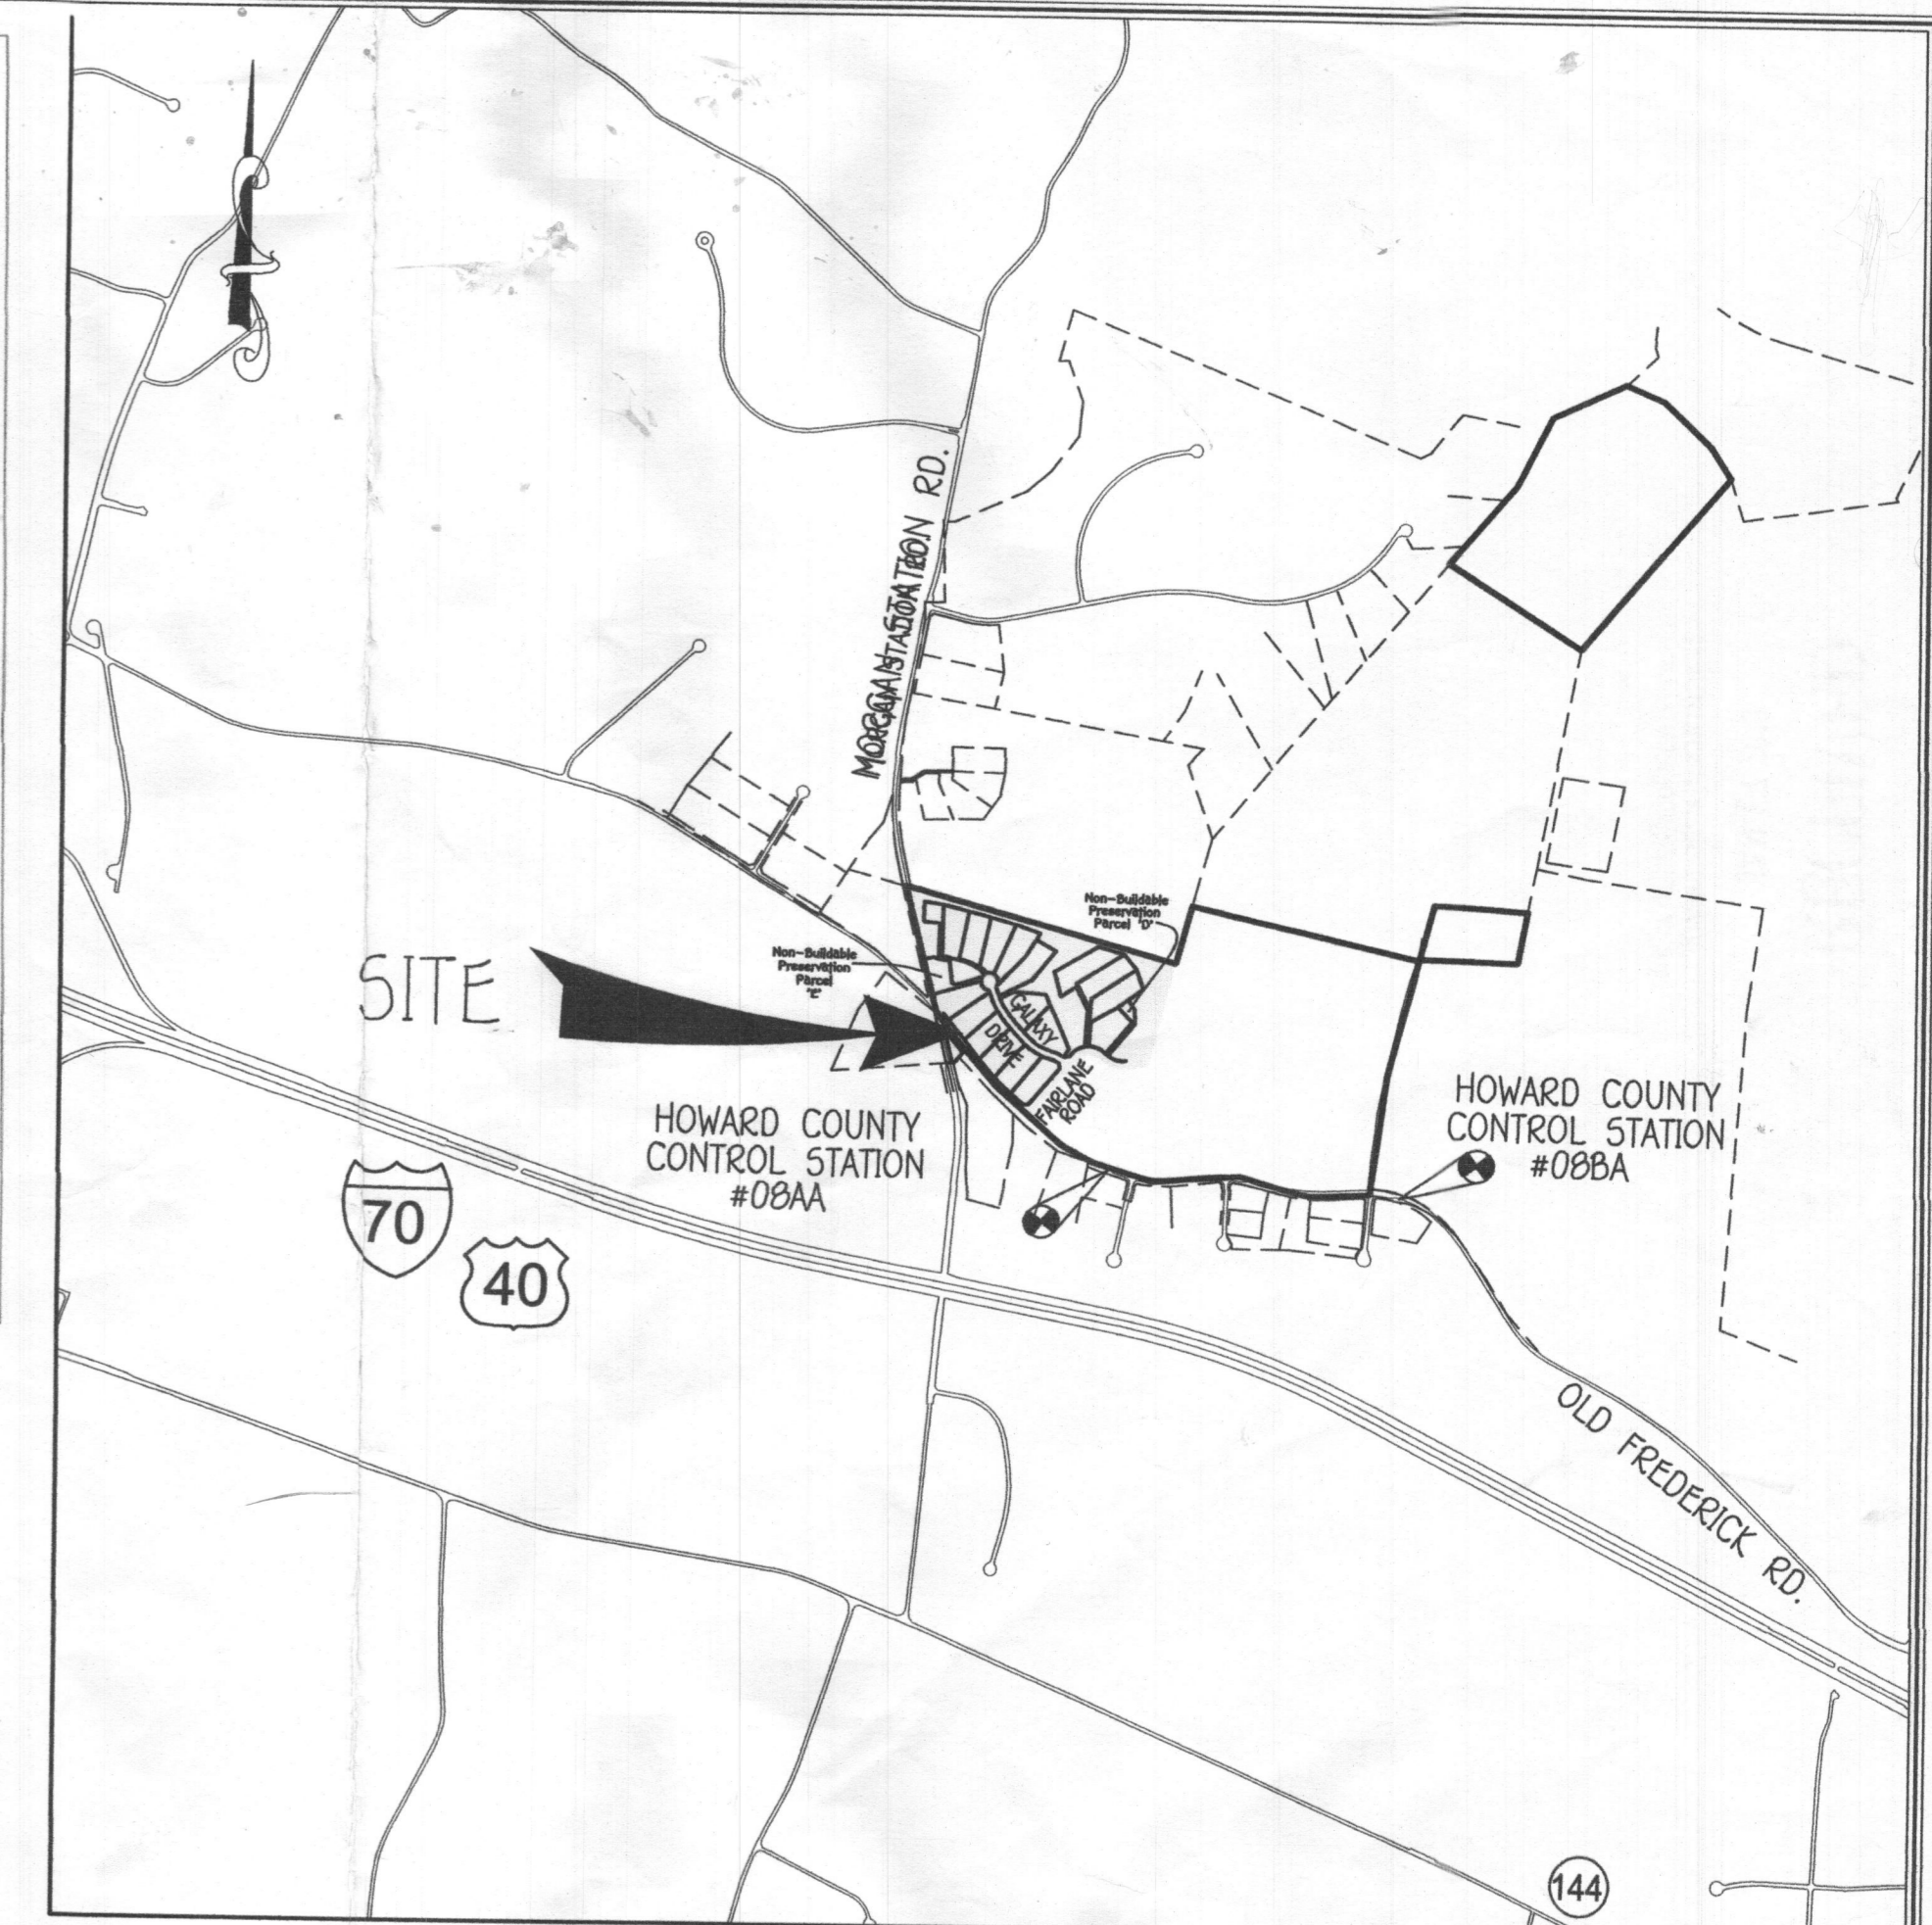 MORGAN STATION RD.
Non-Buildable
Preservation
Parcel 'D'
Non-Buildable
Preservation
Parcel
'E'
SITE
GALAXY
DRIVE
FAIRLANE
ROAD
HOWARD COUNTY
CONTROL STATION
#08AA
HOWARD COUNTY
CONTROL STATION
#08BA
70
40
OLD FREDERICK RD.
144